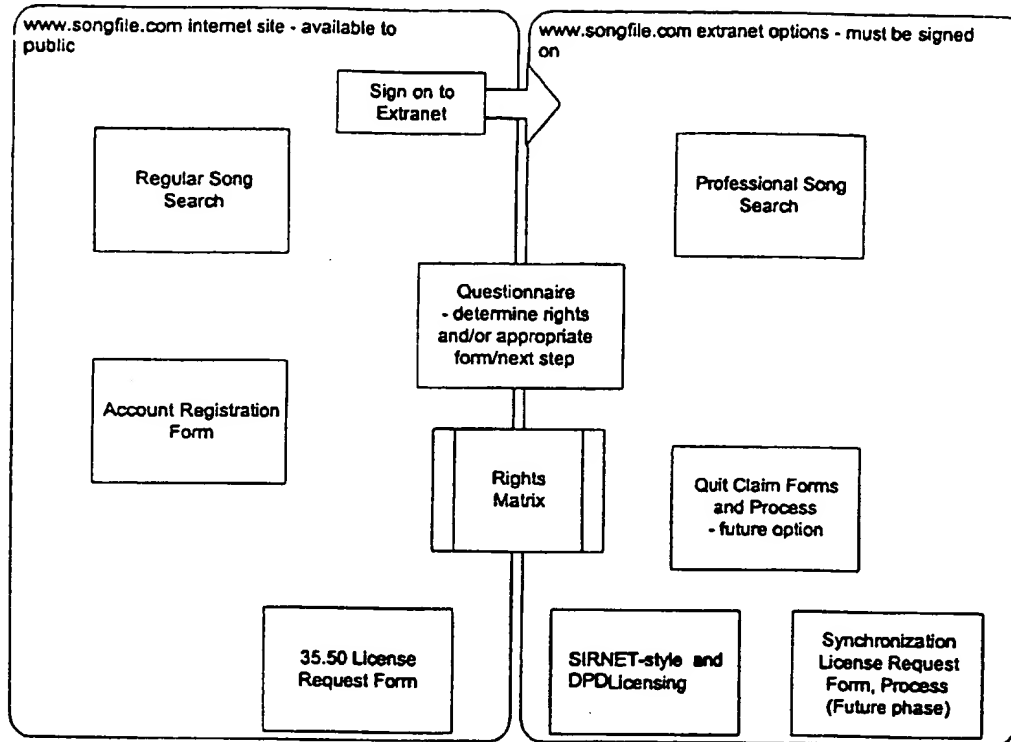 www.songfile.com internet site - available to
public
www.songfile.com extranet options - must be signed
on
Sign on to
Extranet
Regular Song
Search
Professional Song
Search
Questionnaire
- determine rights
and/or appropriate
form/next step
Account Registration
Form
Rights
Matrix
Quit Claim Forms
and Process
- future option
35.50 License
Request Form
SIRNET-style and
DPDLicensing
Synchronization
License Request
Form, Process
(Future phase)